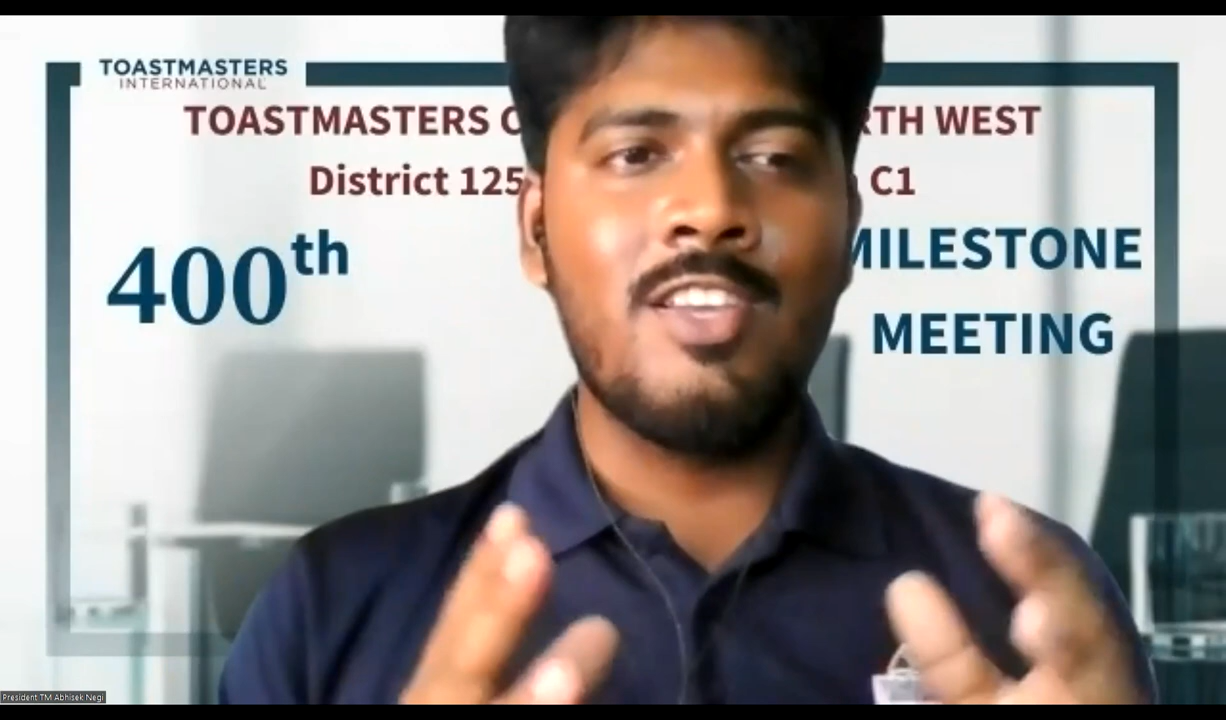 TOASTMASTERS
INTERNATIONAL
TOASTMASTERS RTH WEST
District 125 C1
400th
MILESTONE
MEETING
President TM Abhisek Negi